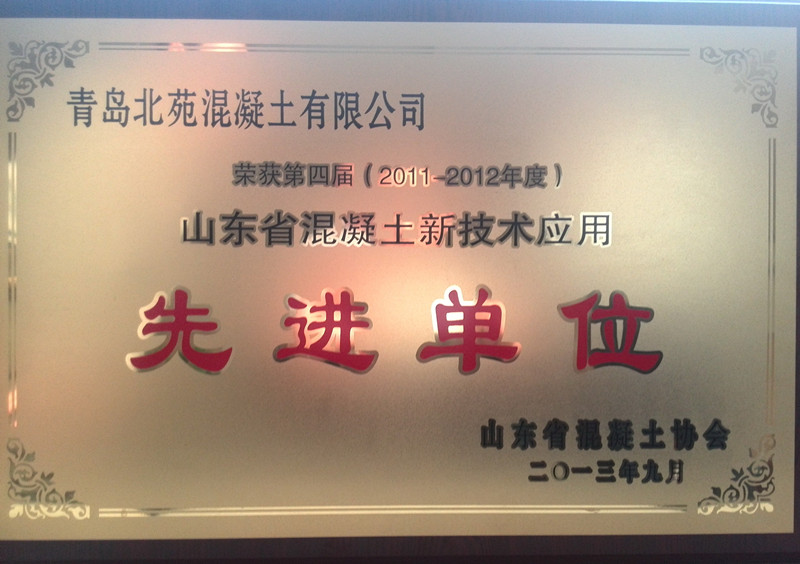 青岛北苑混凝土有限公司
荣获第四届（2011-2012年度）
山东省混凝土新技术应用
先进单位
山东省混凝土协会
二〇一三年九月